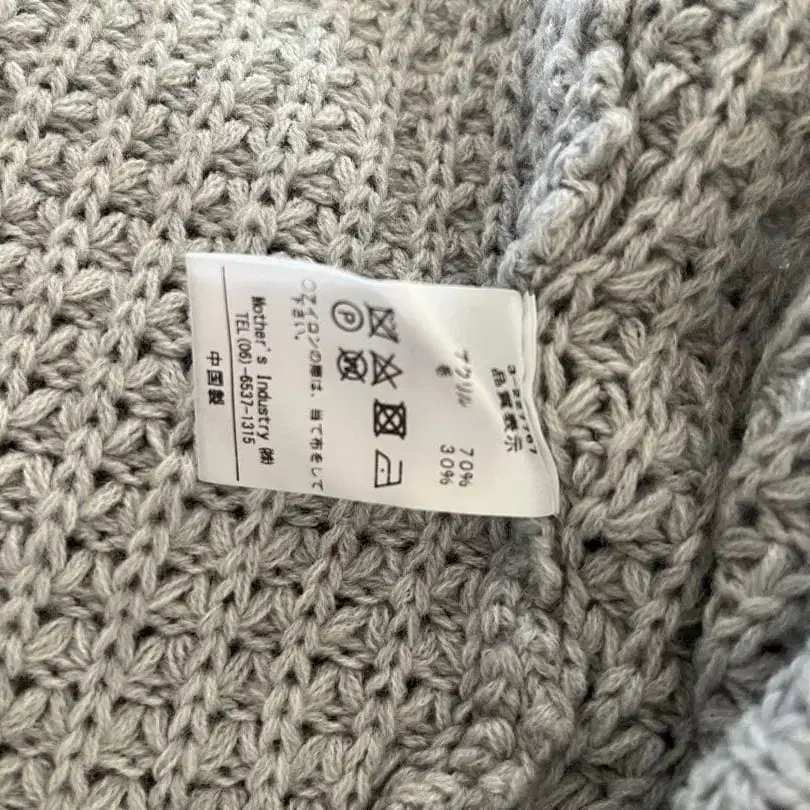 品質表示
アクリル 70%
毛 30%
P
○アイロンの際は、当て布をして
下さい。
Mother's Industry ㈱
TEL (06)-6537-1315
中国製